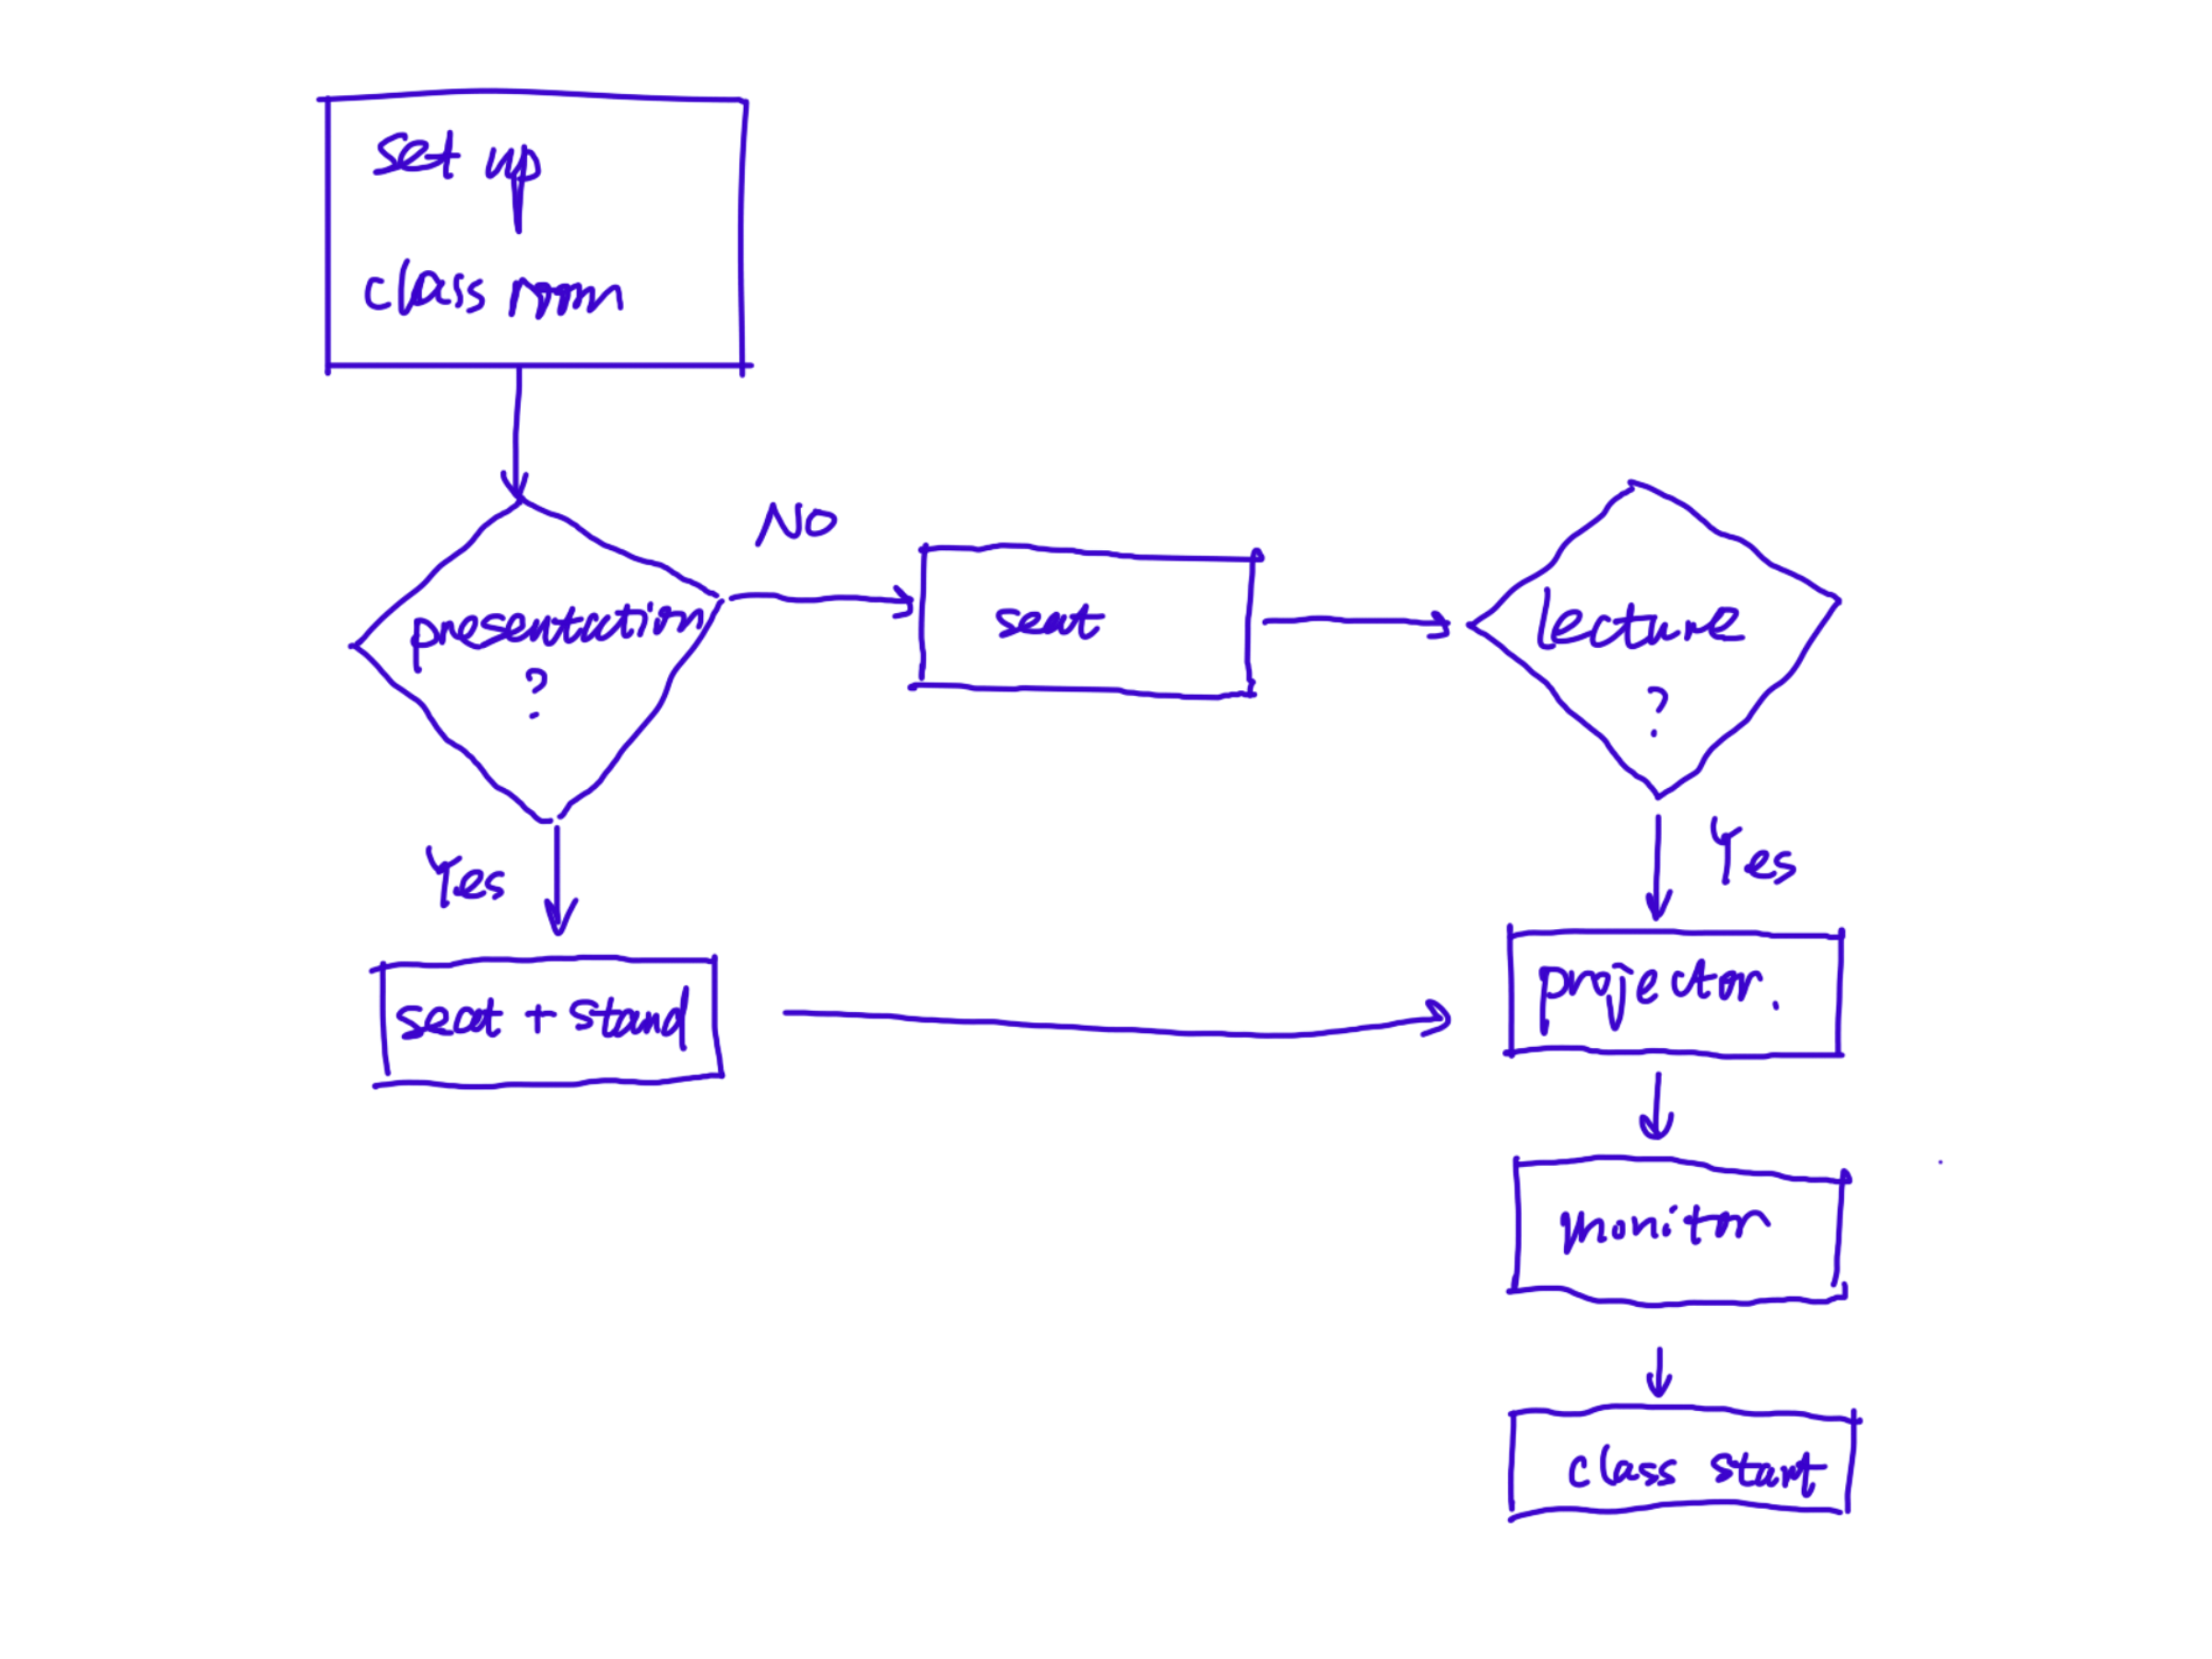 set up
class room
presentation
?
NO
seat
lecture
?
Yes
Yes
seat + stand
projector.
monitor
class start